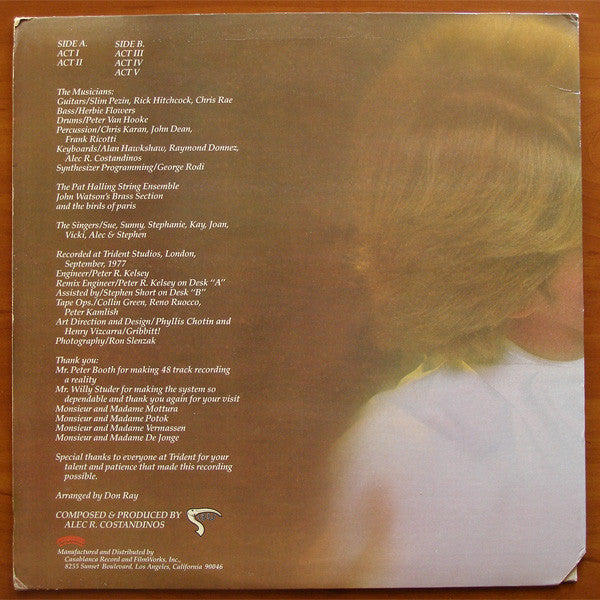 SIDE A. SIDE B.
ACT I ACT III
ACT II ACT IV
ACT V
The Musicians:
Guitars/Slim Pezin, Rick Hitchcock, Chris Rae
Bass/Herbie Flowers
Drums/Peter Van Hooke
Percussion/Chris Karan, John Dean,
Frank Ricotti
Keyboards/Alan Hawkshaw, Raymond Donnez,
Alec R. Costandinos
Synthesizer Programming/George Rodi
The Pat Halling String Ensemble
John Watson's Brass Section
and the birds of paris
The Singers/Sue, Sunny, Stephanie, Kay, Joan,
Vicki, Alec & Stephen
Recorded at Trident Studios, London,
September, 1977
Engineer/Peter R. Kelsey
Remix Engineer/Peter R. Kelsey on Desk "A"
Assisted by/Stephen Short on Desk "B"
Tape Ops./Collin Green, Reno Ruocco,
Peter Kamlish
Art Direction and Design/Phyllis Chotin and
Henry Vizcarra/Gribbitt!
Photography/Ron Slenzak
Thank you:
Mr. Peter Booth for making 48 track recording
a reality
Mr. Willy Studer for making the system so
dependable and thank you again for your visit
Monsieur and Madame Mottura
Monsieur and Madame Potok
Monsieur and Madame Vermassen
Monsieur and Madame De Jonge
Special thanks to everyone at Trident for your
talent and patience that made this recording
possible.
Arranged by Don Ray
COMPOSED & PRODUCED BY
ALEC R. COSTANDINOS
Manufactured and Distributed by
Casablanca Record and FilmWorks, Inc.,
8255 Sunset Boulevard, Los Angeles, California 90046